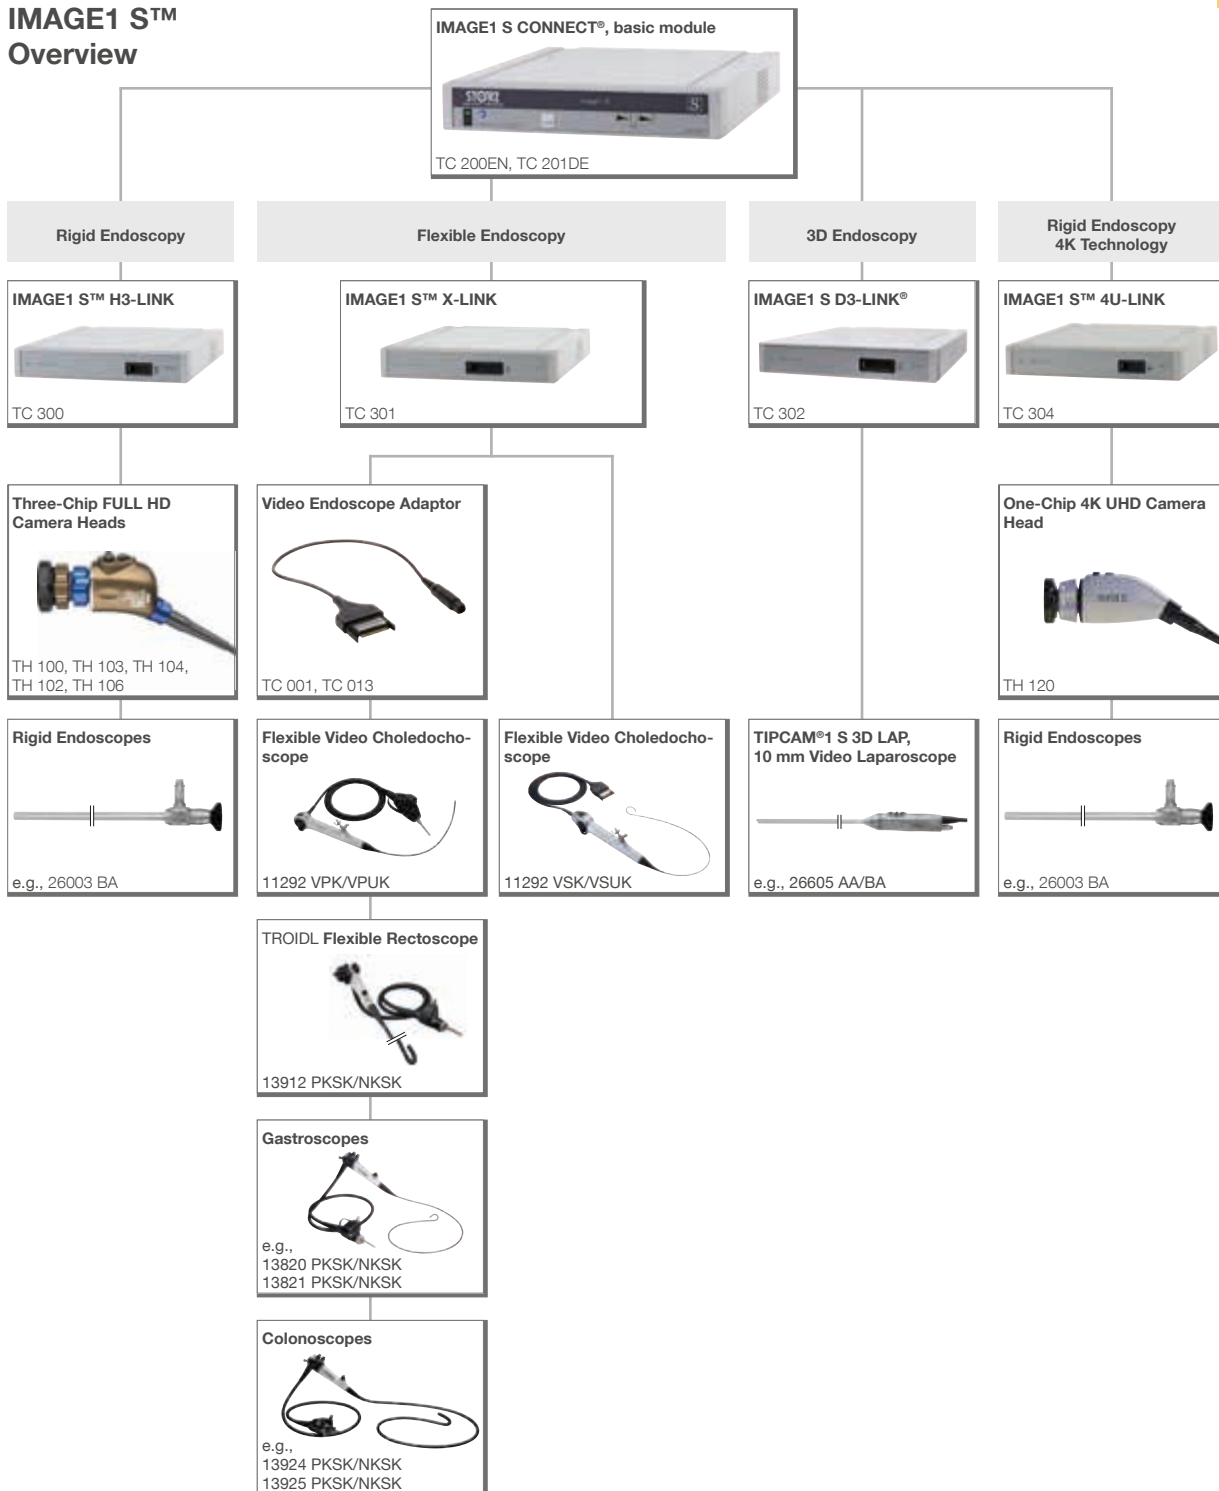 IMAGE1 S™
Overview
IMAGE1 S CONNECT®, basic module
STORZ
TC 200EN, TC 201DE
Rigid Endoscopy
Flexible Endoscopy
3D Endoscopy
Rigid Endoscopy
4K Technology
IMAGE1 S™ H3-LINK
TC 300
IMAGE1 S™ X-LINK
TC 301
IMAGE1 S D3-LINK®
TC 302
IMAGE1 S™ 4U-LINK
TC 304
Three-Chip FULL HD
Camera Heads
TH 100, TH 103, TH 104,
TH 102, TH 106
Video Endoscope Adaptor
TC 001, TC 013
One-Chip 4K UHD Camera
Head
TH 120
Rigid Endoscopes
e.g., 26003 BA
Flexible Video Choledocho-
scope
11292 VPK/VPUK
Flexible Video Choledocho-
scope
11292 VSK/VSUK
TIPCAM®1 S 3D LAP,
10 mm Video Laparoscope
e.g., 26605 AA/BA
Rigid Endoscopes
e.g., 26003 BA
TROIDL Flexible Rectoscope
13912 PKSK/NKSK
Gastroscopes
e.g.,
13820 PKSK/NKSK
13821 PKSK/NKSK
Colonoscopes
e.g.,
13924 PKSK/NKSK
13925 PKSK/NKSK